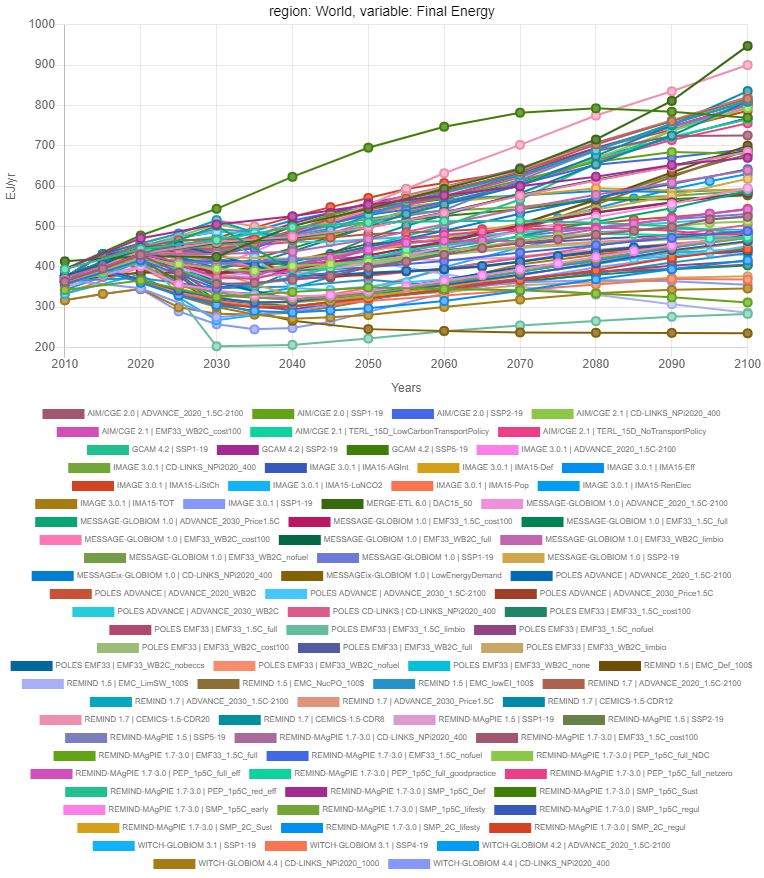 region: World, variable: Final Energy
1000
900
800
700
600
500
400
300
200
EJ/yr
2010 2020 2030 2040 2050 2060 2070 2080 2090 2100
Years
AIM/CGE 2.0 | ADVANCE_2020_1.5C-2100 AIM/CGE 2.0 | SSP1-19 AIM/CGE 2.0 | SSP2-19 AIM/CGE 2.1 | CD-LINKS_NPi2020_400
AIM/CGE 2.1 | EMF33_WB2C_cost100 AIM/CGE 2.1 | TERL_15D_LowCarbonTransportPolicy AIM/CGE 2.1 | TERL_15D_NoTransportPolicy
GCAM 4.2 | SSP1-19 GCAM 4.2 | SSP2-19 GCAM 4.2 | SSP5-19 IMAGE 3.0.1 | ADVANCE_2020_1.5C-2100
IMAGE 3.0.1 | CD-LINKS_NPi2020_400 IMAGE 3.0.1 | IMA15-AGInt IMAGE 3.0.1 | IMA15-Def IMAGE 3.0.1 | IMA15-Eff
IMAGE 3.0.1 | IMA15-LiStCh IMAGE 3.0.1 | IMA15-LoNCO2 IMAGE 3.0.1 | IMA15-Pop IMAGE 3.0.1 | IMA15-RenElec
IMAGE 3.0.1 | IMA15-TOT IMAGE 3.0.1 | SSP1-19 MERGE-ETL 6.0 | DAC15_50 MESSAGE-GLOBIOM 1.0 | ADVANCE_2020_1.5C-2100
MESSAGE-GLOBIOM 1.0 | ADVANCE_2030_Price1.5C MESSAGE-GLOBIOM 1.0 | EMF33_1.5C_cost100 MESSAGE-GLOBIOM 1.0 | EMF33_1.5C_full
MESSAGE-GLOBIOM 1.0 | EMF33_WB2C_cost100 MESSAGE-GLOBIOM 1.0 | EMF33_WB2C_full MESSAGE-GLOBIOM 1.0 | EMF33_WB2C_limbio
MESSAGE-GLOBIOM 1.0 | EMF33_WB2C_nofuel MESSAGE-GLOBIOM 1.0 | SSP1-19 MESSAGE-GLOBIOM 1.0 | SSP2-19
MESSAGEix-GLOBIOM 1.0 | CD-LINKS_NPi2020_400 MESSAGEix-GLOBIOM 1.0 | LowEnergyDemand POLES ADVANCE | ADVANCE_2020_1.5C-2100
POLES ADVANCE | ADVANCE_2020_WB2C POLES ADVANCE | ADVANCE_2030_1.5C-2100 POLES ADVANCE | ADVANCE_2030_Price1.5C
POLES ADVANCE | ADVANCE_2030_WB2C POLES CD-LINKS | CD-LINKS_NPi2020_400 POLES EMF33 | EMF33_1.5C_cost100
POLES EMF33 | EMF33_1.5C_full POLES EMF33 | EMF33_1.5C_limbio POLES EMF33 | EMF33_1.5C_nofuel
POLES EMF33 | EMF33_WB2C_cost100 POLES EMF33 | EMF33_WB2C_full POLES EMF33 | EMF33_WB2C_limbio
POLES EMF33 | EMF33_WB2C_nobeccs POLES EMF33 | EMF33_WB2C_nofuel POLES EMF33 | EMF33_WB2C_none REMIND 1.5 | EMC_Def_100$
REMIND 1.5 | EMC_LimSW_100$ REMIND 1.5 | EMC_NucPO_100$ REMIND 1.5 | EMC_lowEI_100$ REMIND 1.7 | ADVANCE_2020_1.5C-2100
REMIND 1.7 | ADVANCE_2030_1.5C-2100 REMIND 1.7 | ADVANCE_2030_Price1.5C REMIND 1.7 | CEMICS-1.5-CDR12
REMIND 1.7 | CEMICS-1.5-CDR20 REMIND 1.7 | CEMICS-1.5-CDR8 REMIND-MAgPIE 1.5 | SSP1-19 REMIND-MAgPIE 1.5 | SSP2-19
REMIND-MAgPIE 1.5 | SSP5-19 REMIND-MAgPIE 1.7-3.0 | CD-LINKS_NPi2020_400 REMIND-MAgPIE 1.7-3.0 | EMF33_1.5C_cost100
REMIND-MAgPIE 1.7-3.0 | EMF33_1.5C_full REMIND-MAgPIE 1.7-3.0 | EMF33_1.5C_nofuel REMIND-MAgPIE 1.7-3.0 | PEP_1p5C_full_NDC
REMIND-MAgPIE 1.7-3.0 | PEP_1p5C_full_eff REMIND-MAgPIE 1.7-3.0 | PEP_1p5C_full_goodpractice REMIND-MAgPIE 1.7-3.0 | PEP_1p5C_full_netzero
REMIND-MAgPIE 1.7-3.0 | PEP_1p5C_red_eff REMIND-MAgPIE 1.7-3.0 | SMP_1p5C_Def REMIND-MAgPIE 1.7-3.0 | SMP_1p5C_Sust
REMIND-MAgPIE 1.7-3.0 | SMP_1p5C_early REMIND-MAgPIE 1.7-3.0 | SMP_1p5C_lifesty REMIND-MAgPIE 1.7-3.0 | SMP_1p5C_regul
REMIND-MAgPIE 1.7-3.0 | SMP_2C_Sust REMIND-MAgPIE 1.7-3.0 | SMP_2C_lifesty REMIND-MAgPIE 1.7-3.0 | SMP_2C_regul
WITCH-GLOBIOM 3.1 | SSP1-19 WITCH-GLOBIOM 3.1 | SSP4-19 WITCH-GLOBIOM 4.2 | ADVANCE_2020_1.5C-2100
WITCH-GLOBIOM 4.4 | CD-LINKS_NPi2020_1000 WITCH-GLOBIOM 4.4 | CD-LINKS_NPi2020_400